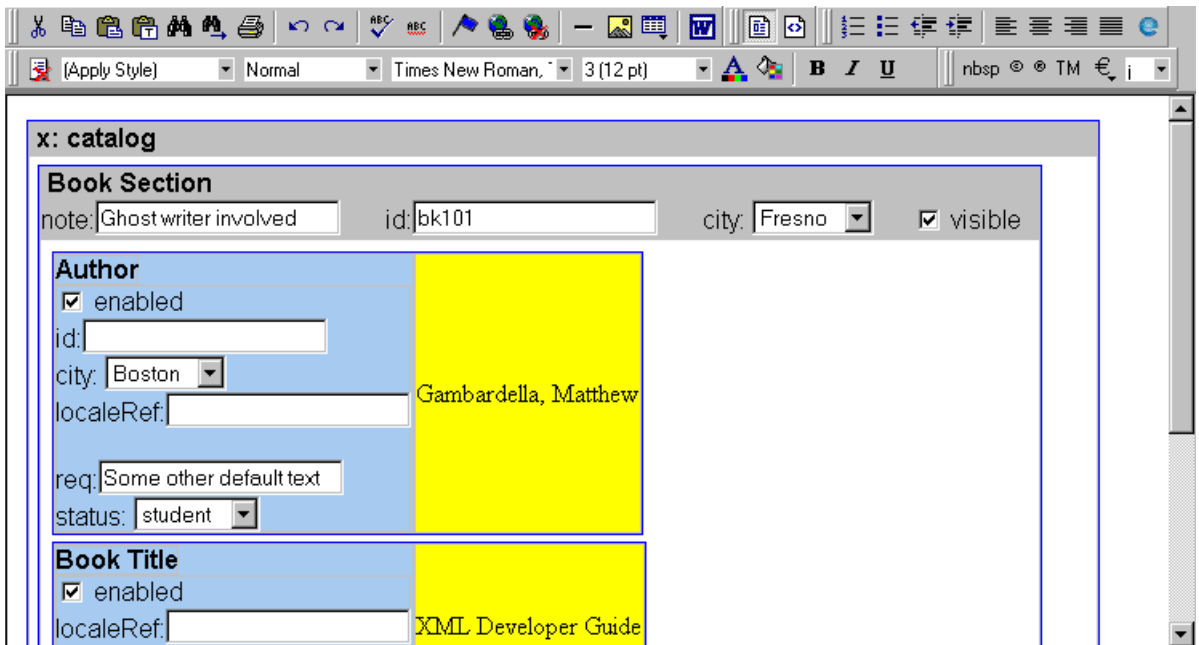 ABC ABC W
(Apply Style) Normal Times New Roman, 3 (12 pt) A B I U nbsp © ® TM € i
x: catalog
Book Section
note: Ghost writer involved id: bk101 city: Fresno visible
Author
enabled
id:
city: Boston
localeRef:
Gambardella, Matthew
req: Some other default text
status: student
Book Title
enabled
localeRef:
XML Developer Guide